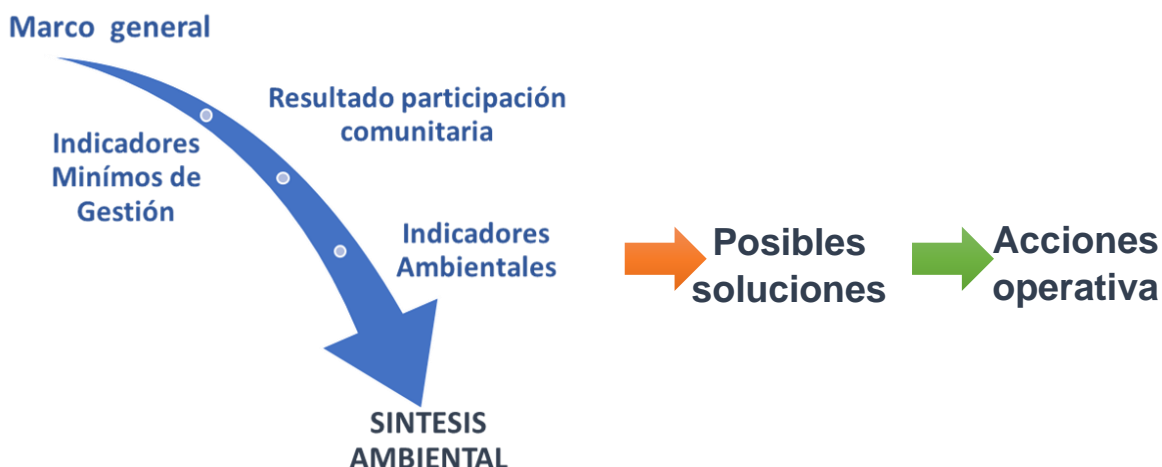 Marco general
Resultado participación
comunitaria
Indicadores
Minímos de
Gestión
Indicadores
Ambientales
Posibles
soluciones
Acciones
operativa
SINTESIS
AMBIENTAL